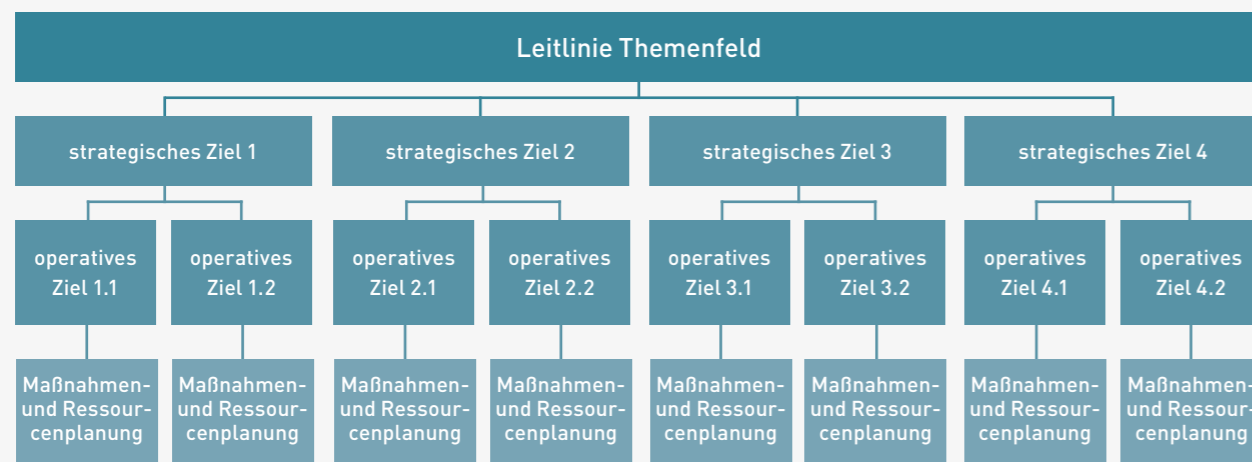 Leitlinie Themenfeld
strategisches Ziel 1
strategisches Ziel 2
strategisches Ziel 3
strategisches Ziel 4
operatives
Ziel 1.1
operatives
Ziel 1.2
operatives
Ziel 2.1
operatives
Ziel 2.2
operatives
Ziel 3.1
operatives
Ziel 3.2
operatives
Ziel 4.1
operatives
Ziel 4.2
Maßnahmen-
und Ressour-
cenplanung
Maßnahmen-
und Ressour-
cenplanung
Maßnahmen-
und Ressour-
cenplanung
Maßnahmen-
und Ressour-
cenplanung
Maßnahmen-
und Ressour-
cenplanung
Maßnahmen-
und Ressour-
cenplanung
Maßnahmen-
und Ressour-
cenplanung
Maßnahmen-
und Ressour-
cenplanung